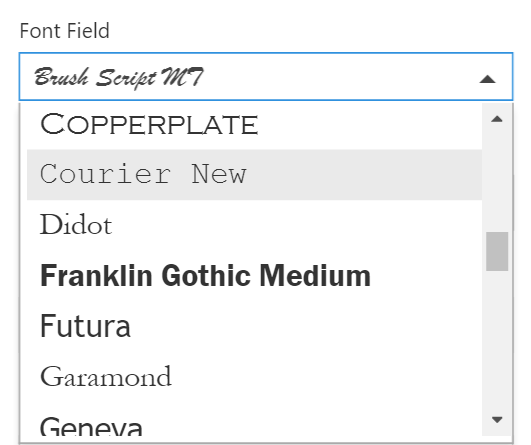 Font Field
Brush Script MT
COPPERPLATE
Courier New
Didot
Franklin Gothic Medium
Futura
Garamond
Geneva